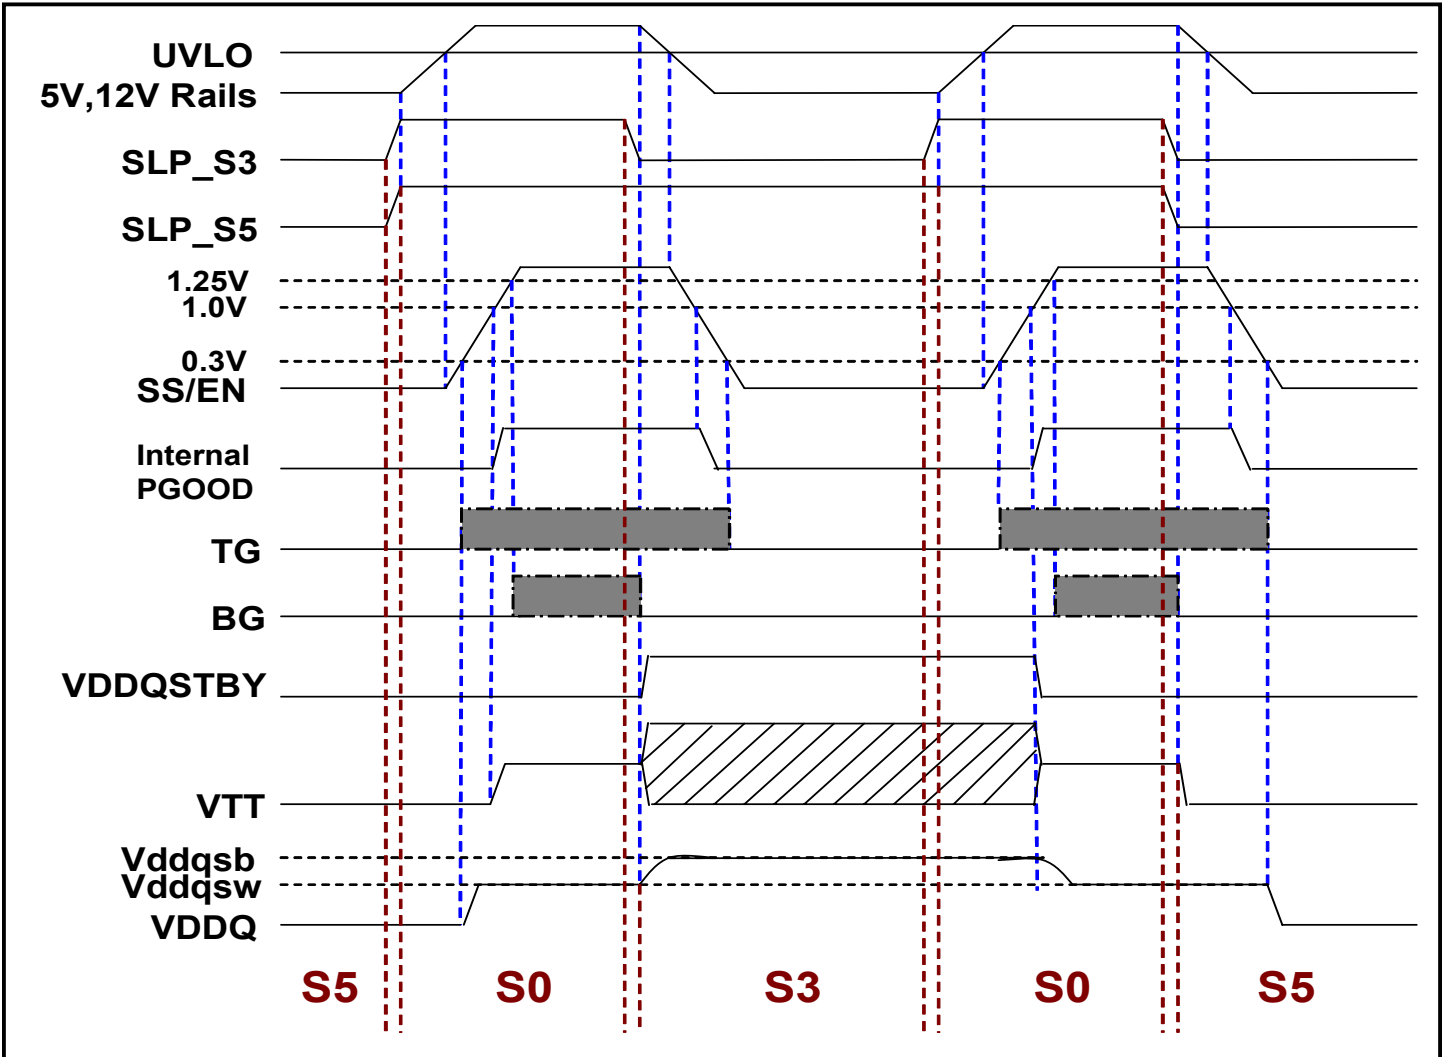 UVLO
5V,12V Rails
SLP_S3
SLP_S5
1.25V
1.0V
0.3V
SS/EN
Internal
PGOOD
TG
BG
VDDQSTBY
VTT
Vddqsb
Vddqsw
VDDQ
S5 S0 S3 S0 S5